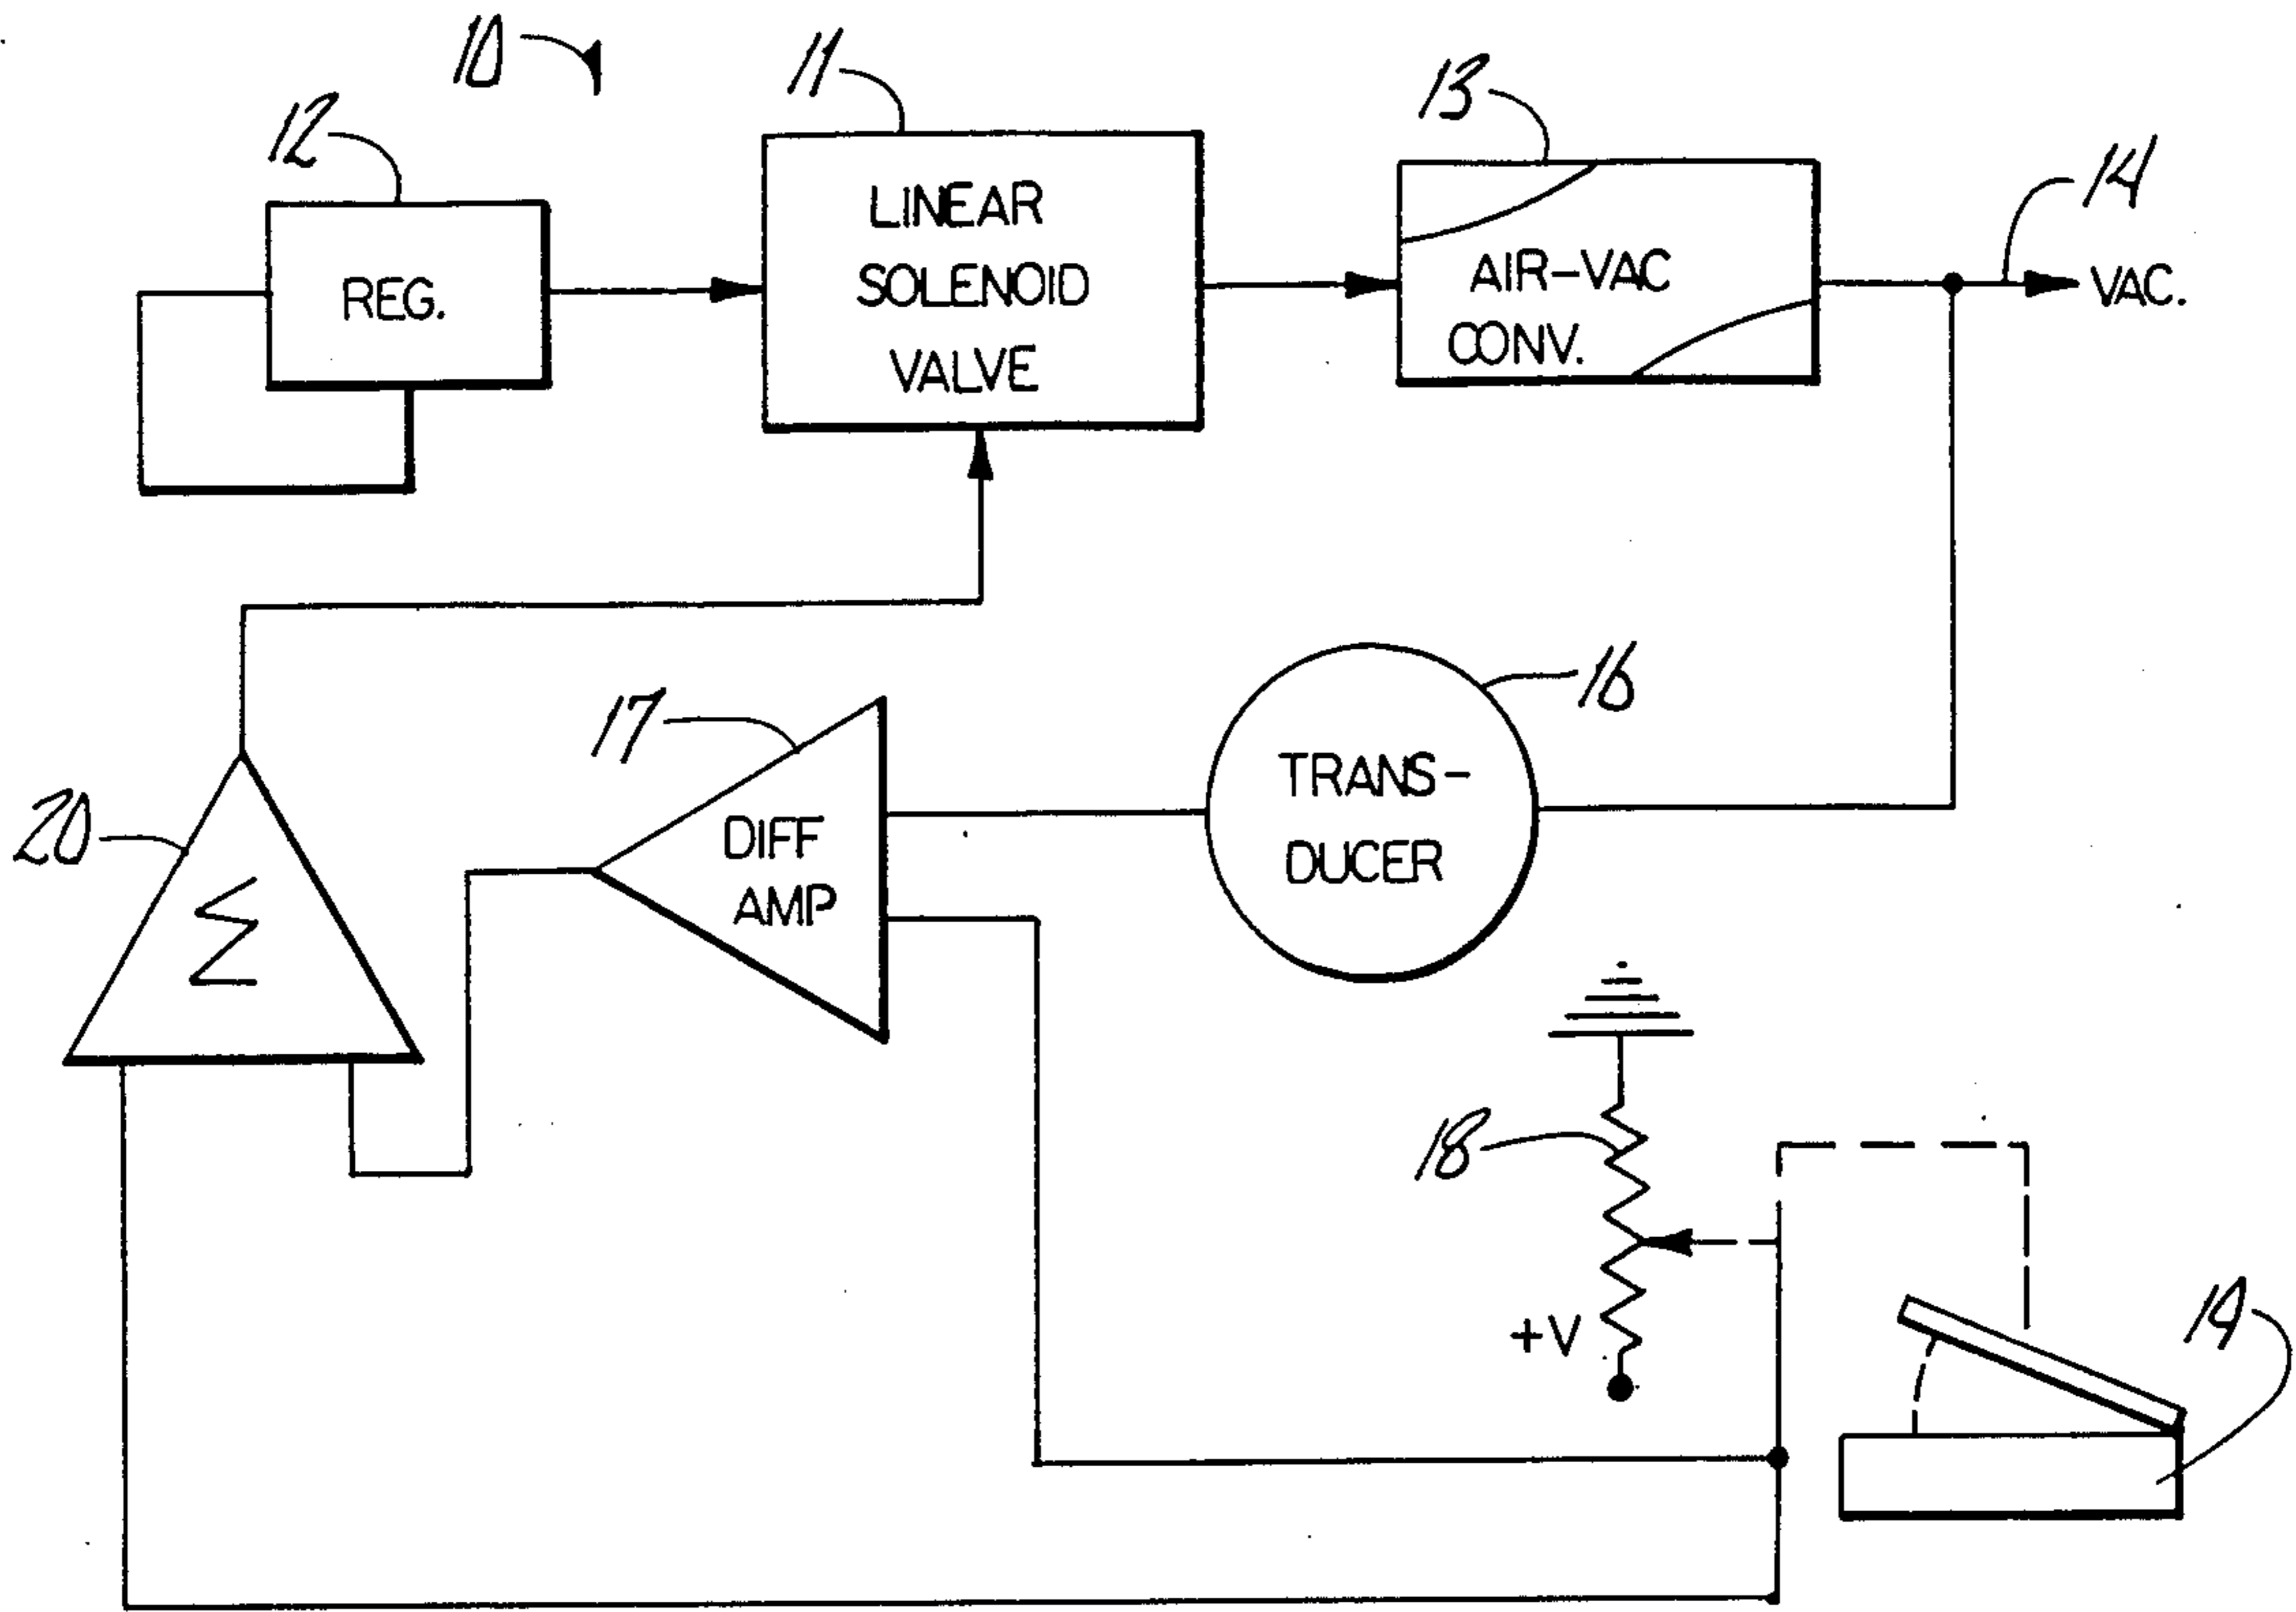 10
11
12
13
14
REG.
LINEAR
SOLENOID
VALVE
AIR-VAC
CONV.
VAC.
16
17
20
TRANS-
DUCER
DIFF
AMP
Σ
18
+V
19